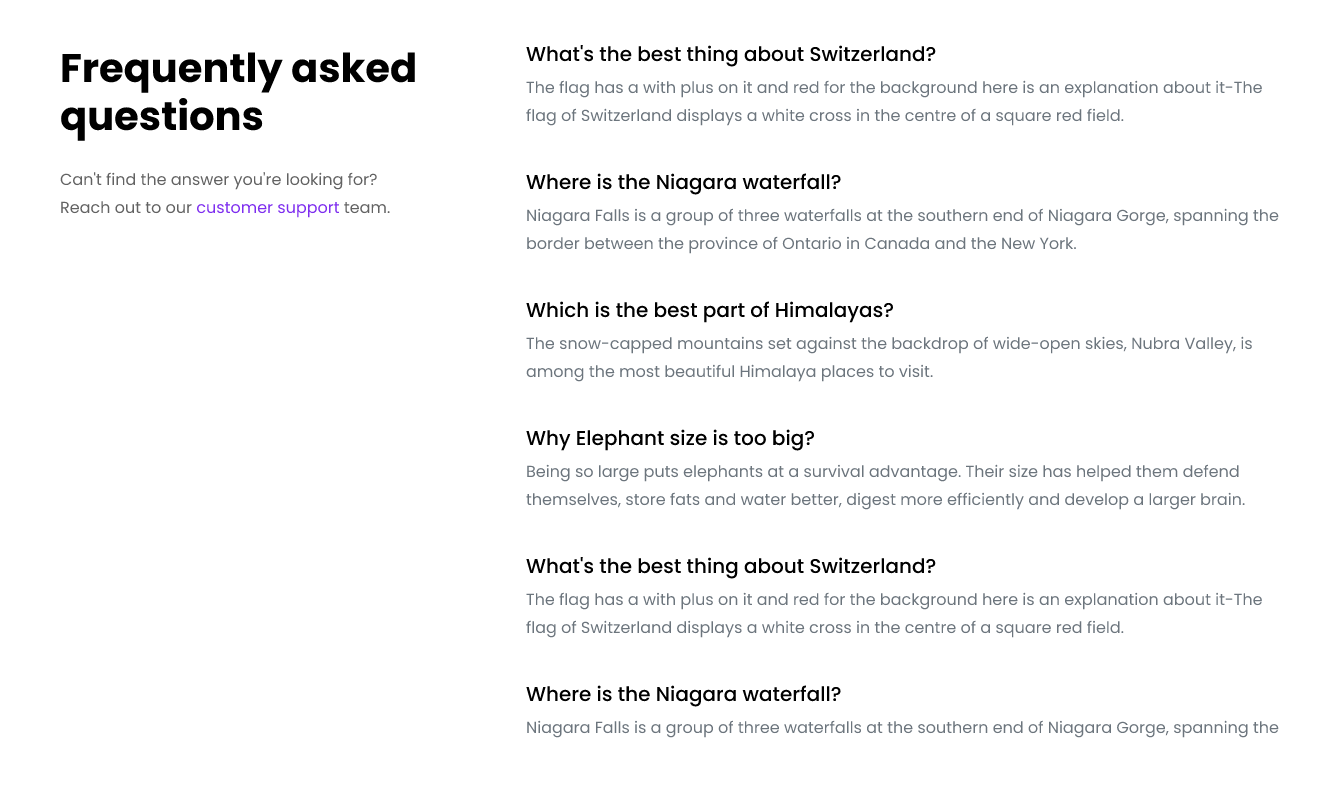 Frequently asked
questions
Can't find the answer you're looking for?
Reach out to our customer support team.
What's the best thing about Switzerland?
The flag has a with plus on it and red for the background here is an explanation about it-The
flag of Switzerland displays a white cross in the centre of a square red field.
Where is the Niagara waterfall?
Niagara Falls is a group of three waterfalls at the southern end of Niagara Gorge, spanning the
border between the province of Ontario in Canada and the New York.
Which is the best part of Himalayas?
The snow-capped mountains set against the backdrop of wide-open skies, Nubra Valley, is
among the most beautiful Himalaya places to visit.
Why Elephant size is too big?
Being so large puts elephants at a survival advantage. Their size has helped them defend
themselves, store fats and water better, digest more efficiently and develop a larger brain.
What's the best thing about Switzerland?
The flag has a with plus on it and red for the background here is an explanation about it-The
flag of Switzerland displays a white cross in the centre of a square red field.
Where is the Niagara waterfall?
Niagara Falls is a group of three waterfalls at the southern end of Niagara Gorge, spanning the